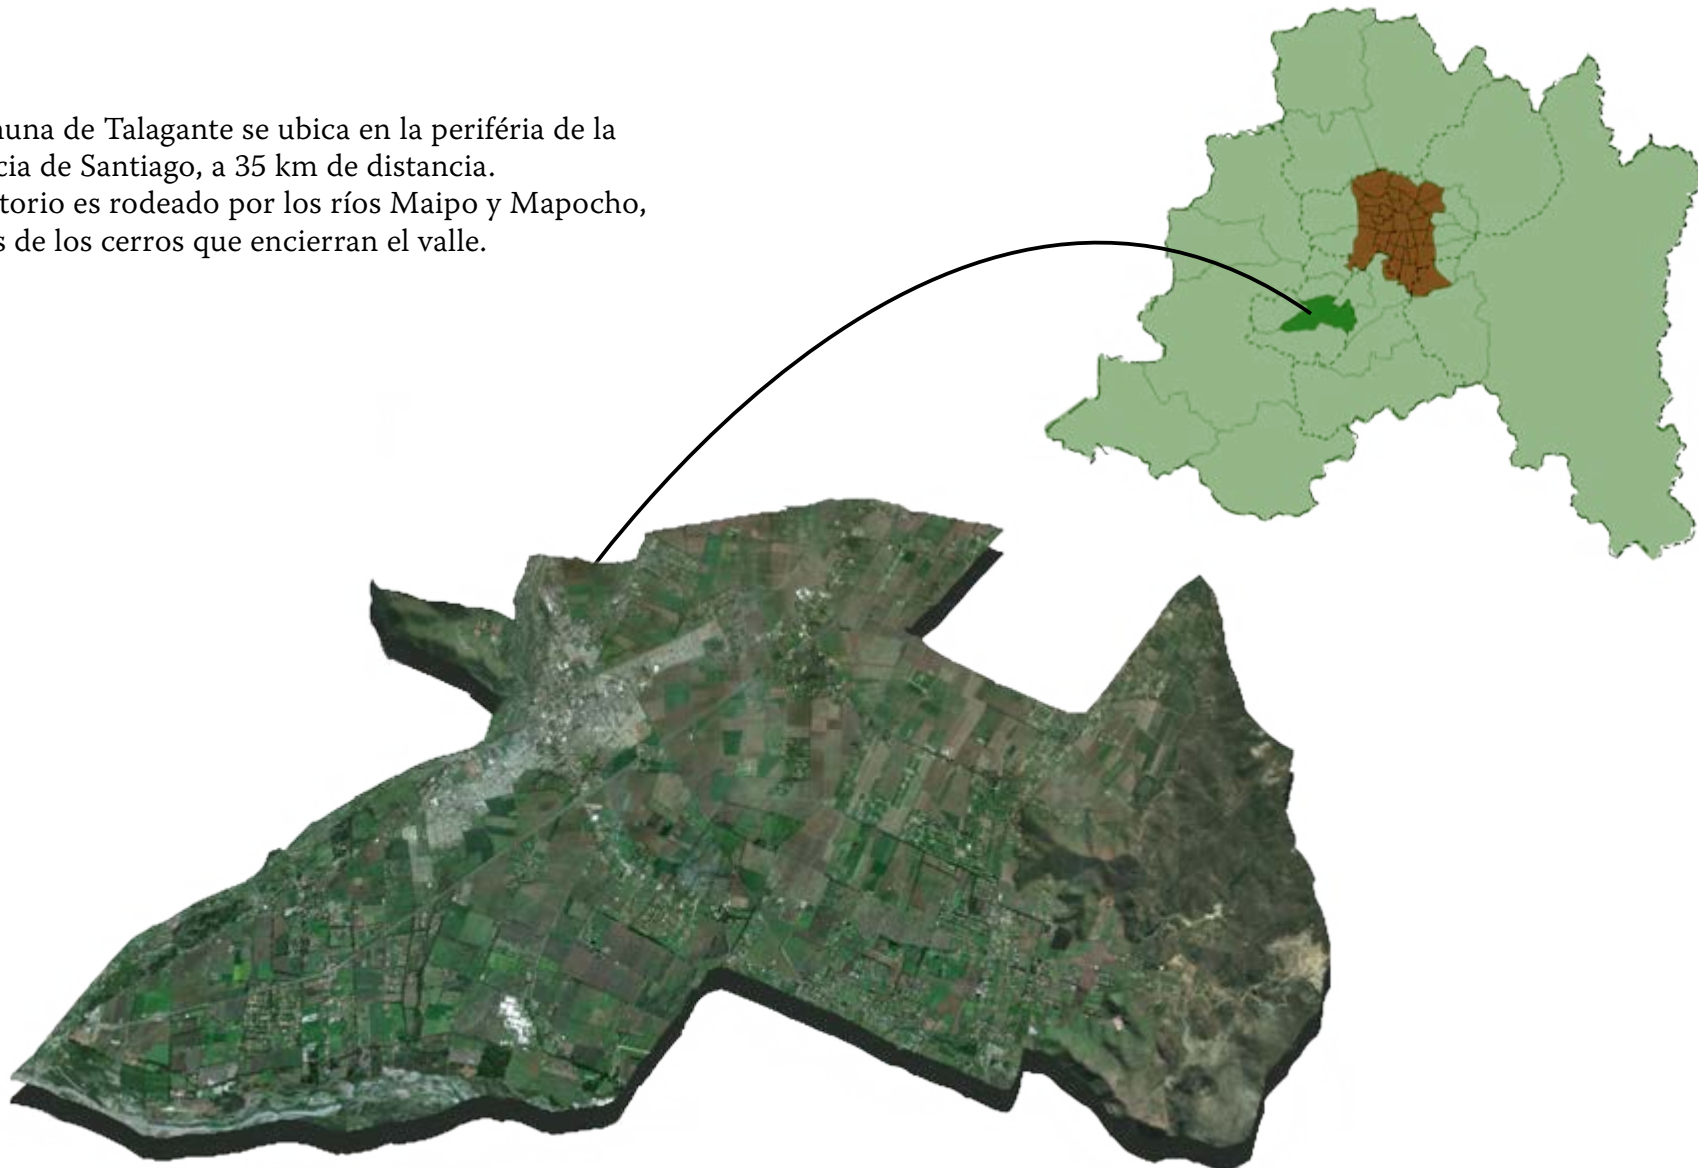 una de Talagante se ubica en la periféria de la
cia de Santiago, a 35 km de distancia.
torio es rodeado por los ríos Maipo y Mapocho,
s de los cerros que encierran el valle.